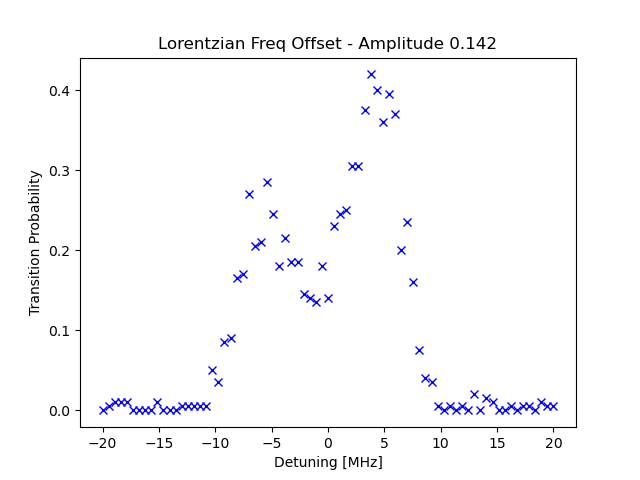 Lorentzian Freq Offset - Amplitude 0.142
Transition Probability
0.4
0.3
0.2
0.1
0.0
−20 −15 −10 −5 0 5 10 15 20
Detuning [MHz]